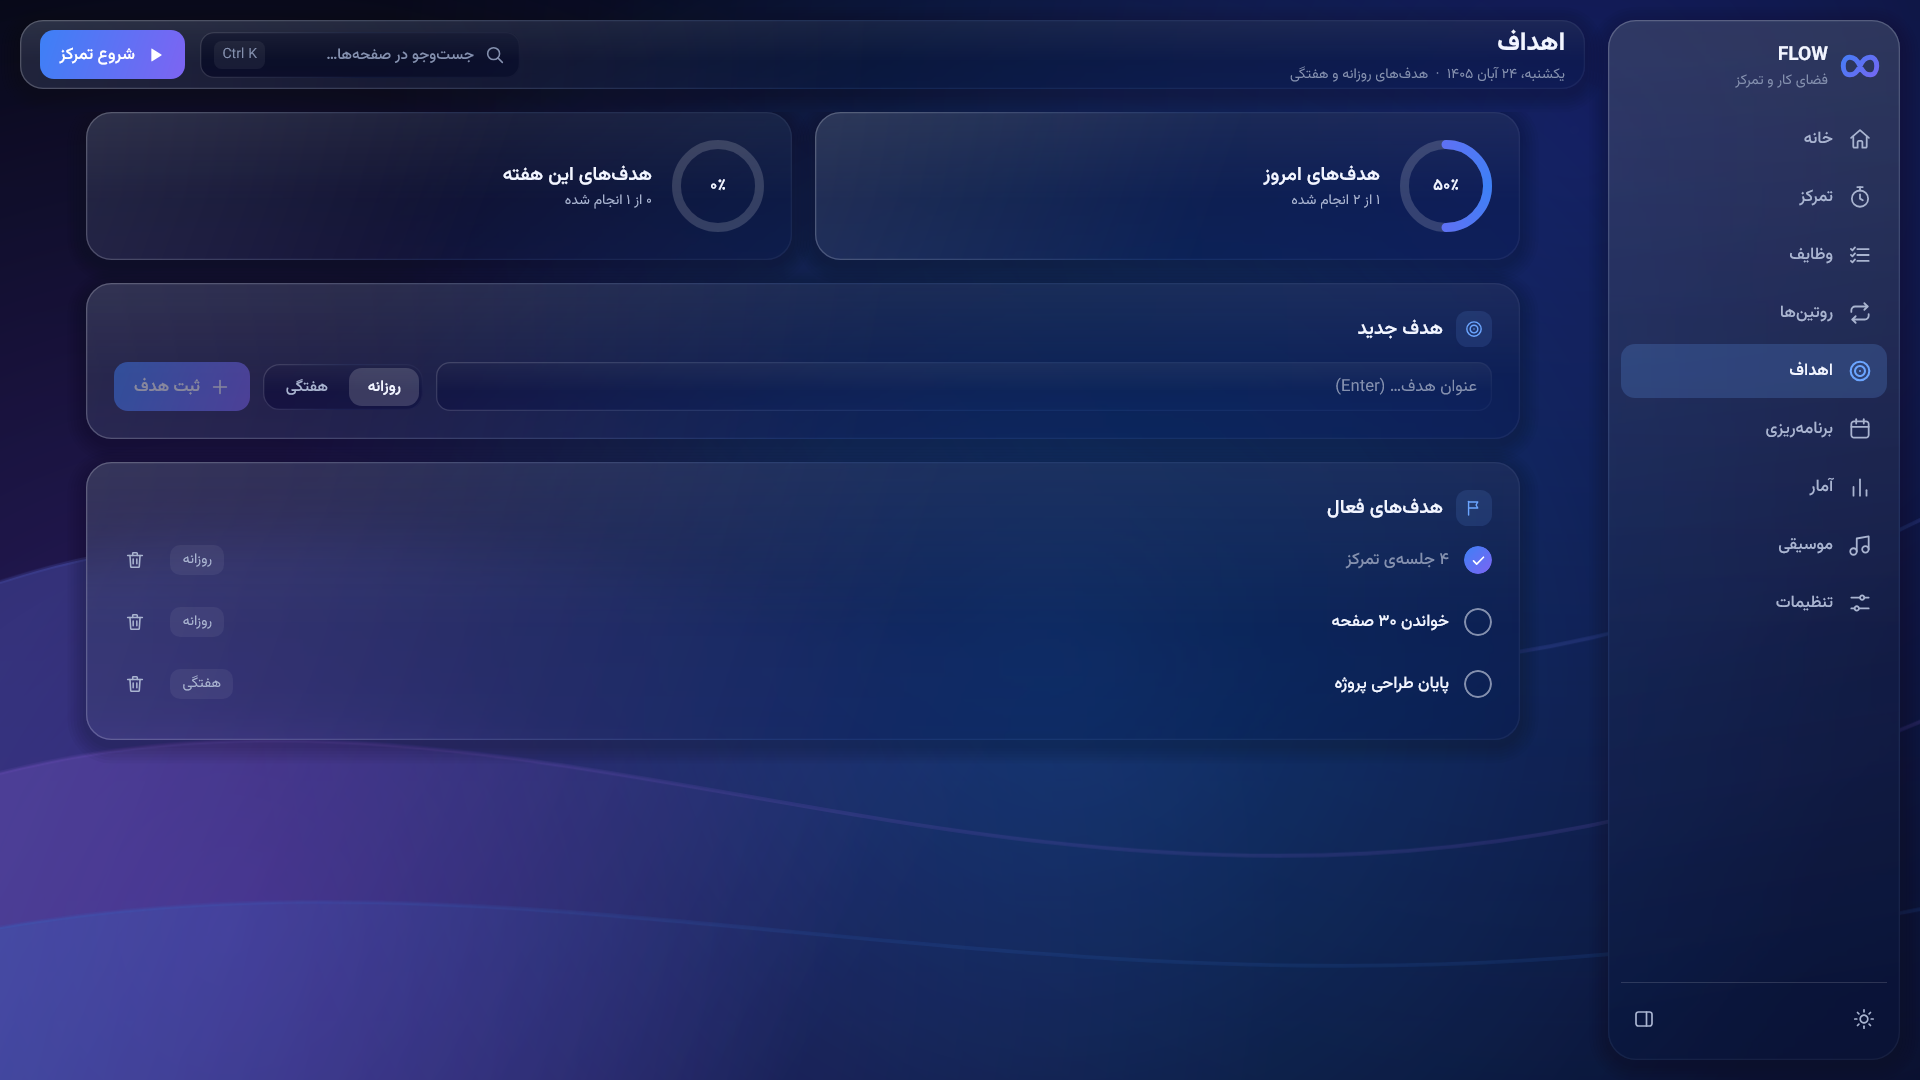 FLOW
فضای کار و تمرکز
خانه
تمرکز
وظایف
روتین‌ها
اهداف
برنامه‌ریزی
آمار
موسیقی
تنظیمات
اهداف
یکشنبه، ۲۴ آبان ۱۴۰۵ · هدف‌های روزانه و هفتگی
جست‌وجو در صفحه‌ها...
Ctrl K
شروع تمرکز
۵۰٪
هدف‌های امروز
۱ از ۲ انجام شده
۰٪
هدف‌های این هفته
۰ از ۱ انجام شده
هدف جدید
عنوان هدف... (Enter)
روزانه
هفتگی
ثبت هدف
هدف‌های فعال
۴ جلسه‌ی تمرکز
روزانه
خواندن ۳۰ صفحه
روزانه
پایان طراحی پروژه
هفتگی